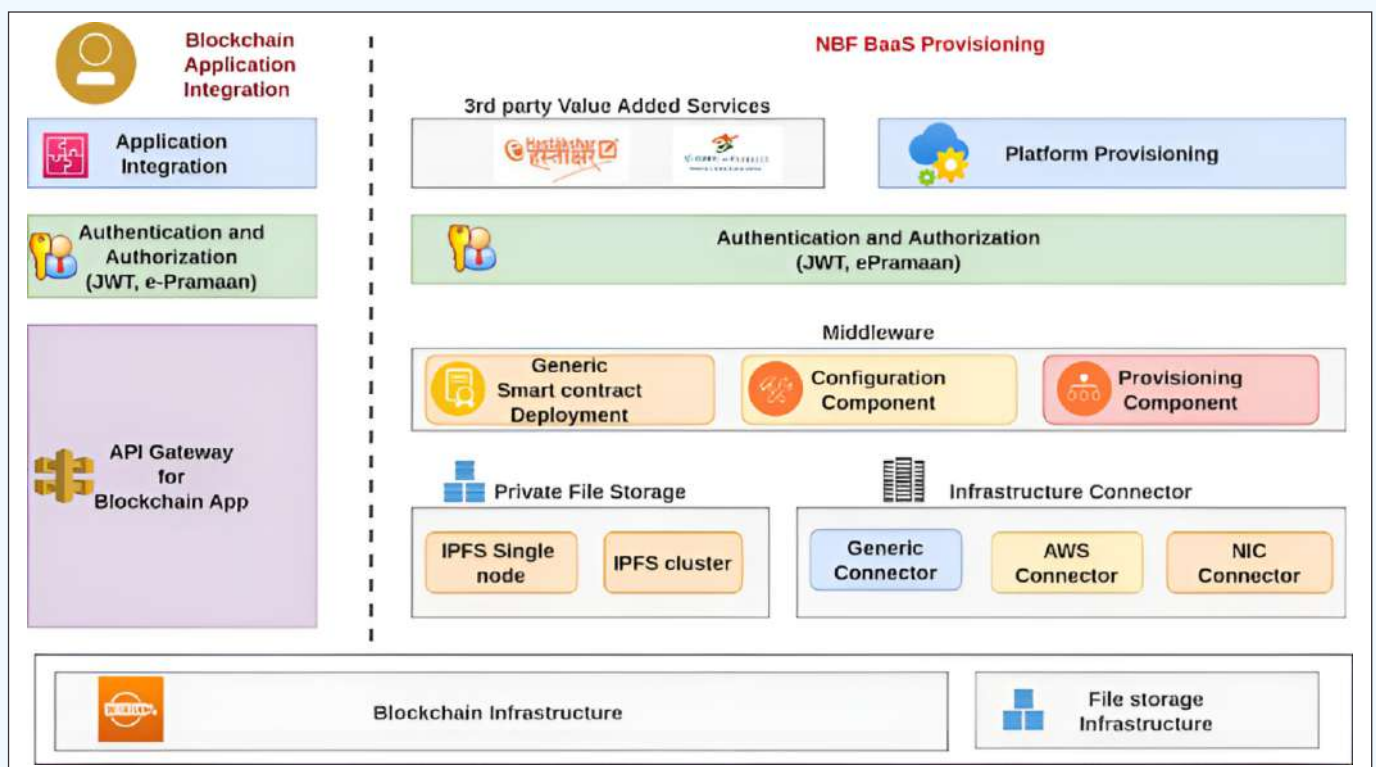 Blockchain
Application
Integration
NBF BaaS Provisioning
3rd party Value Added Services
Application
Integration
e-Hastakshar
हस्ताक्षर
Platform Provisioning
Authentication and
Authorization
(JWT, e-Pramaan)
Authentication and Authorization
(JWT, ePramaan)
Middleware
Generic
Smart contract
Deployment
Configuration
Component
Provisioning
Component
API Gateway
for
Blockchain App
Private File Storage
Infrastructure Connector
IPFS Single
node
IPFS cluster
Generic
Connector
AWS
Connector
NIC
Connector
Blockchain Infrastructure
File storage
Infrastructure